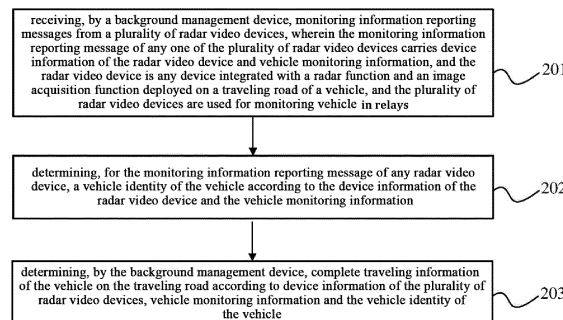 receiving, by a background management device, monitoring information reporting
messages from a plurality of radar video devices, wherein the monitoring information
reporting message of any one of the plurality of radar video devices carries device
information of the radar video device and vehicle monitoring information, and the
radar video device is any device integrated with a radar function and an image
acquisition function deployed on a traveling road of a vehicle, and the plurality of
radar video devices are used for monitoring vehicle in relays
201
determining, for the monitoring information reporting message of any radar video
device, a vehicle identity of the vehicle according to the device information of the
radar video device and the vehicle monitoring information
202
determining, by the background management device, complete traveling information
of the vehicle on the traveling road according to device information of the plurality of
radar video devices, vehicle monitoring information and the vehicle identity of
the vehicle
203